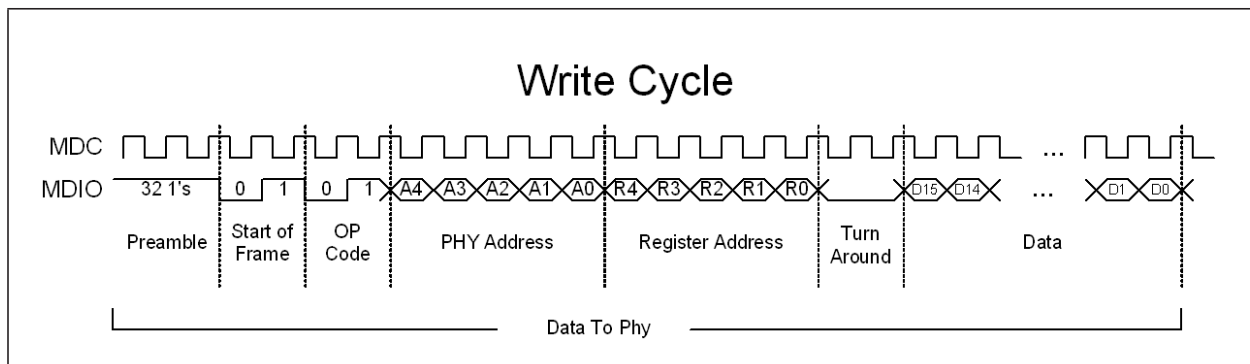 Write Cycle
MDC ...
MDIO 32 1's 0 1 0 1 A4 A3 A2 A1 A0 R4 R3 R2 R1 R0 D15 D14 ... D1 D0
Preamble Start of Frame OP Code PHY Address Register Address Turn Around Data
Data To Phy